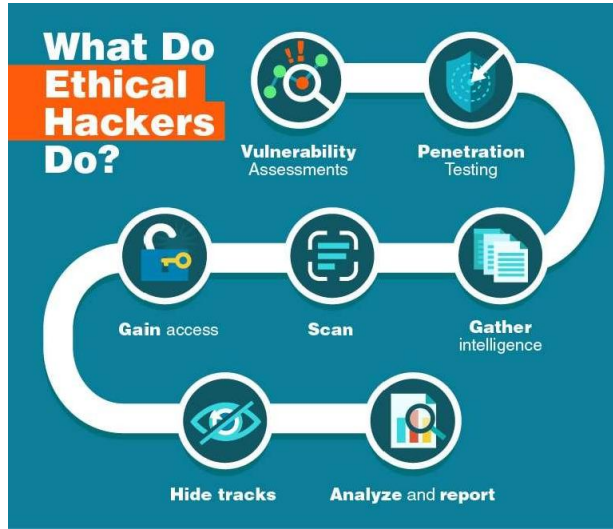 What Do
Ethical
Hackers
Do?
Vulnerability
Assessments
Penetration
Testing
Gather
intelligence
Scan
Gain access
Hide tracks
Analyze and report